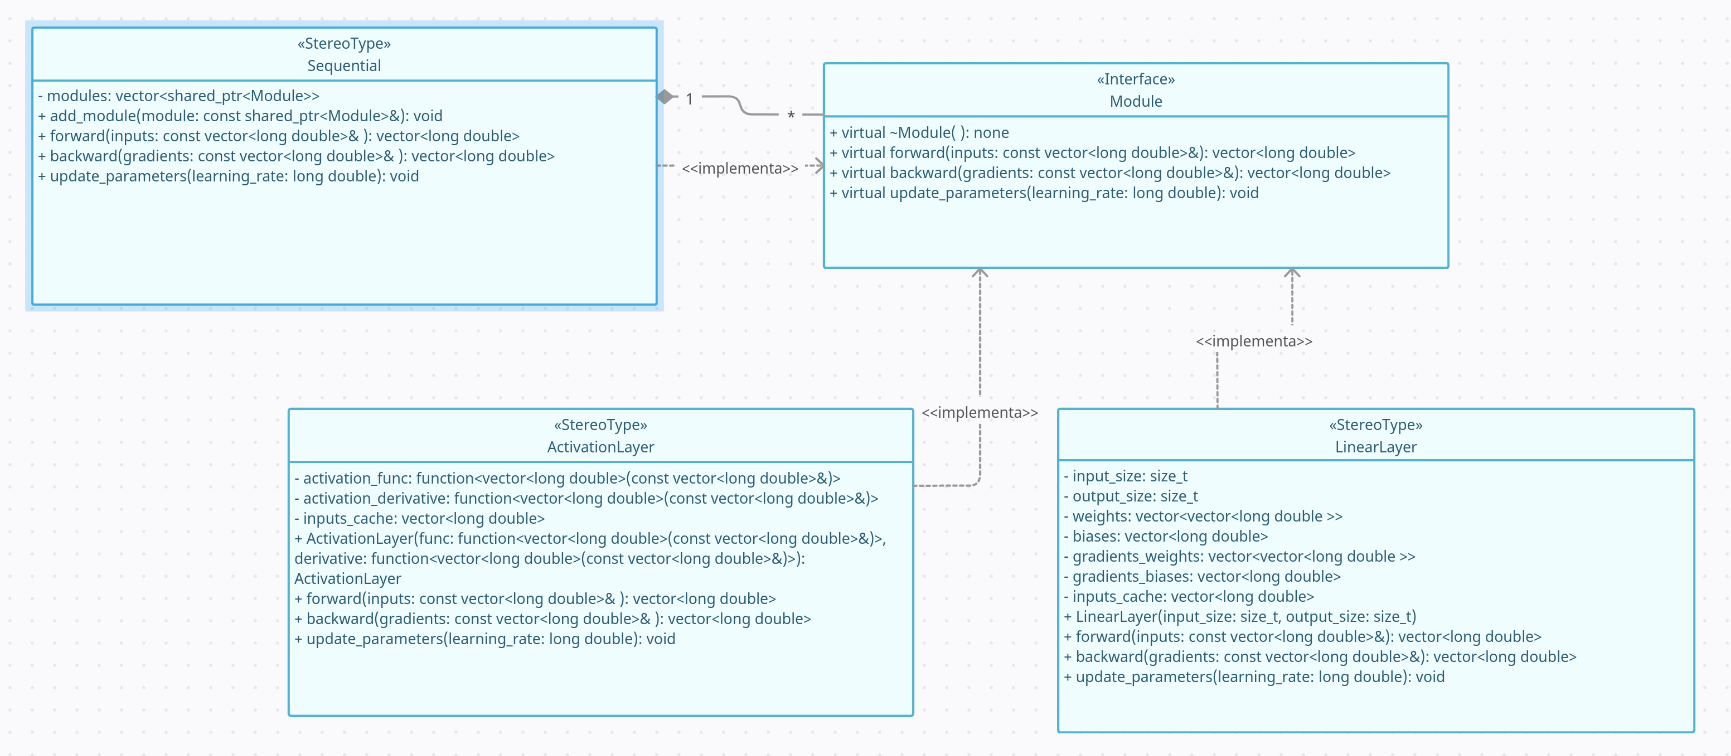 «StereoType»
Sequential
- modules: vector<shared_ptr<Module>>
+ add_module(module: const shared_ptr<Module>&): void
+ forward(inputs: const vector<long double>& ): vector<long double>
+ backward(gradients: const vector<long double>& ): vector<long double>
+ update_parameters(learning_rate: long double): void
1
*
<<implementa>>
«Interface»
Module
+ virtual ~Module( ): none
+ virtual forward(inputs: const vector<long double>&): vector<long double>
+ virtual backward(gradients: const vector<long double>&): vector<long double>
+ virtual update_parameters(learning_rate: long double): void
<<implementa>>
<<implementa>>
«StereoType»
ActivationLayer
- activation_func: function<vector<long double>(const vector<long double>&)>
- activation_derivative: function<vector<long double>(const vector<long double>&)>
- inputs_cache: vector<long double>
+ ActivationLayer(func: function<vector<long double>(const vector<long double>&)>,
derivative: function<vector<long double>(const vector<long double>&)>):
ActivationLayer
+ forward(inputs: const vector<long double>& ): vector<long double>
+ backward(gradients: const vector<long double>& ): vector<long double>
+ update_parameters(learning_rate: long double): void
«StereoType»
LinearLayer
- input_size: size_t
- output_size: size_t
- weights: vector<vector<long double >>
- biases: vector<long double>
- gradients_weights: vector<vector<long double >>
- gradients_biases: vector<long double>
- inputs_cache: vector<long double>
+ LinearLayer(input_size: size_t, output_size: size_t)
+ forward(inputs: const vector<long double>&): vector<long double>
+ backward(gradients: const vector<long double>&): vector<long double>
+ update_parameters(learning_rate: long double): void